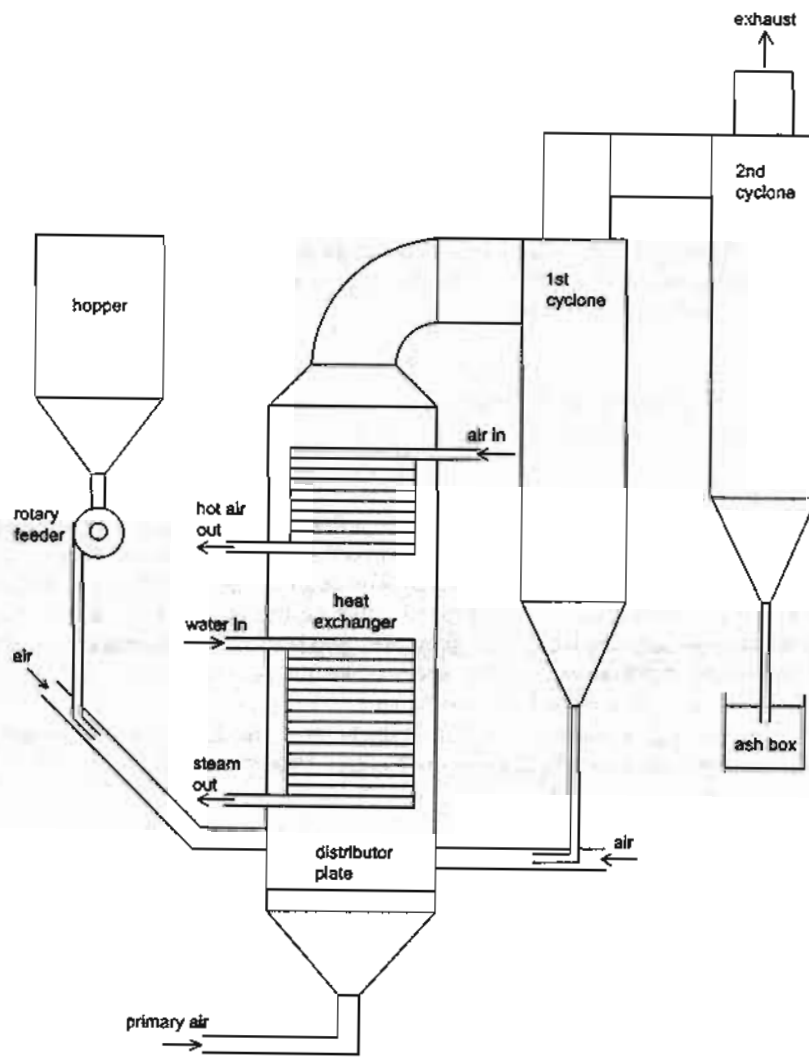 exhaust
2nd
cyclone
1st
cyclone
hopper
air in
rotary
feeder
hot air
out
heat
exchanger
water in
air
steam
out
ash box
distributor
plate
air
primary air